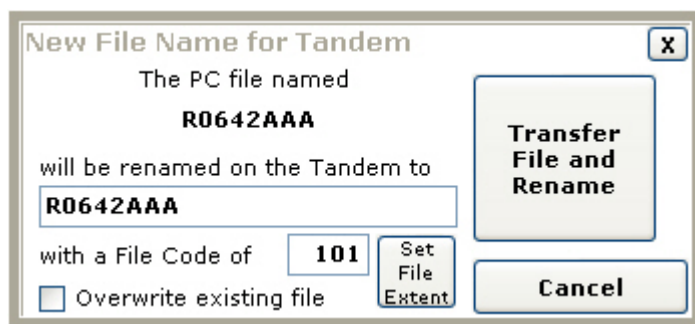 New File Name for Tandem
X
The PC file named
R0642AAA
will be renamed on the Tandem to
R0642AAA
with a File Code of 101
Set
File
Extent
Overwrite existing file
Transfer
File and
Rename
Cancel